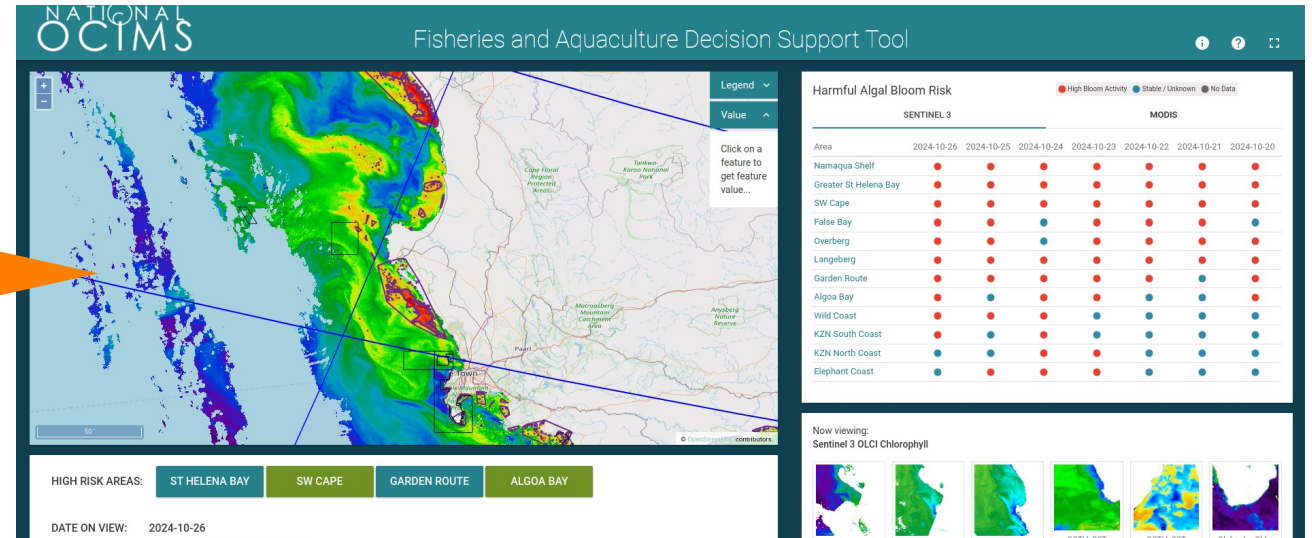 NATIONAL
OCIMS
Fisheries and Aquaculture Decision Support Tool
+
−
Legend
Value
Click on a
feature to
get feature
value...
Cape Floral
Region
Protected
Areas
Tankwa
Karoo National
Park
Matroosberg
Mountain
Catchment
Area
Anysberg
Nature
Reserve
Paarl
Town
50
© OpenStreetMap contributors.
HIGH RISK AREAS: ST HELENA BAY SW CAPE GARDEN ROUTE ALGOA BAY
DATE ON VIEW: 2024-10-26
Harmful Algal Bloom Risk
High Bloom Activity Stable / Unknown No Data
SENTINEL 3 MODIS
Area 2024-10-26 2024-10-25 2024-10-24 2024-10-23 2024-10-22 2024-10-21 2024-10-20
Namaqua Shelf
Greater St Helena Bay
SW Cape
False Bay
Overberg
Langeberg
Garden Route
Algoa Bay
Wild Coast
KZN South Coast
KZN North Coast
Elephant Coast
Now viewing:
Sentinel 3 OLCI Chlorophyll